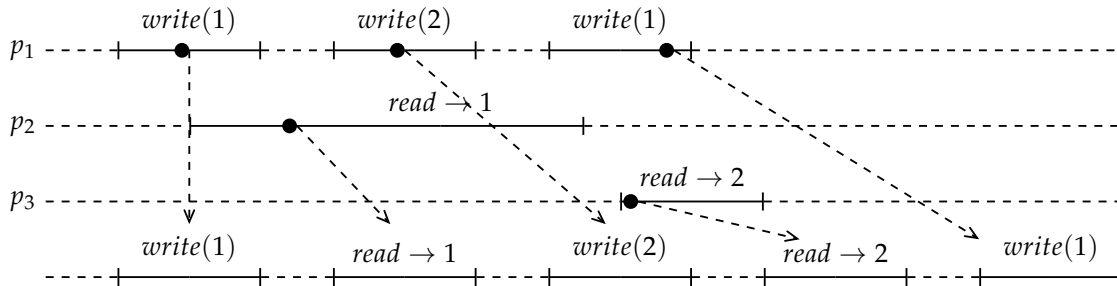 write(1) write(2) write(1)
p₁
read → 1
p₂
read → 2
p₃
write(1) read → 1 write(2) read → 2 write(1)